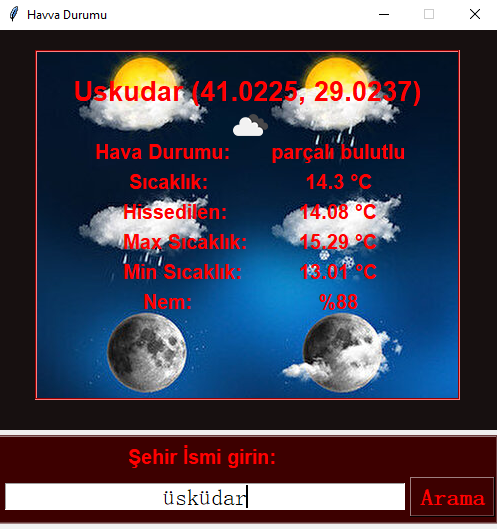 Havva Durumu
Uskudar (41.0225, 29.0237)
Hava Durumu: parçalı bulutlu
Sıcaklık: 14.3 °C
Hissedilen: 14.08 °C
Max Sıcaklık: 15.29 °C
Min Sıcaklık: 13.01 °C
Nem: %88
Şehir İsmi girin:
üsküdar
Arama